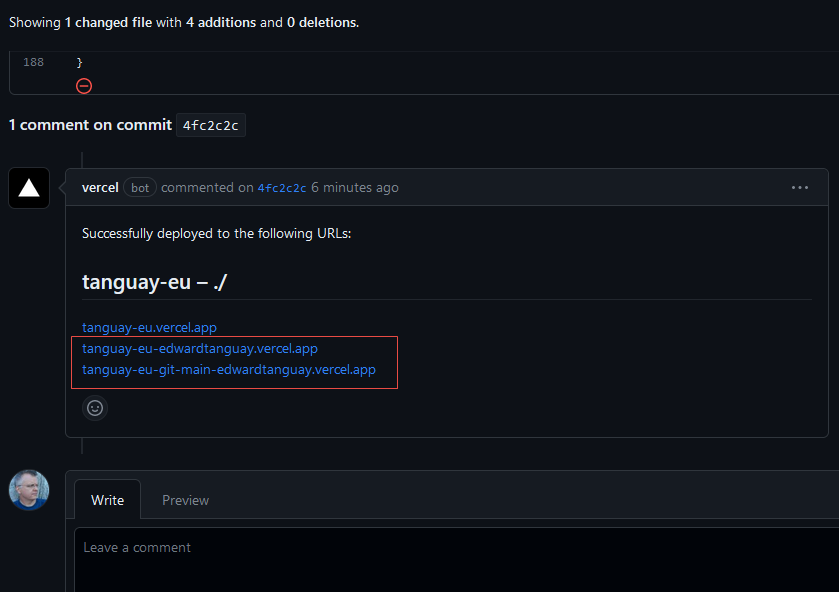 Showing 1 changed file with 4 additions and 0 deletions.
188 }
1 comment on commit 4fc2c2c
vercel bot commented on 4fc2c2c 6 minutes ago ...
Successfully deployed to the following URLs:
tanguay-eu – ./
tanguay-eu.vercel.app
tanguay-eu-edwardtanguay.vercel.app
tanguay-eu-git-main-edwardtanguay.vercel.app
Write Preview
Leave a comment